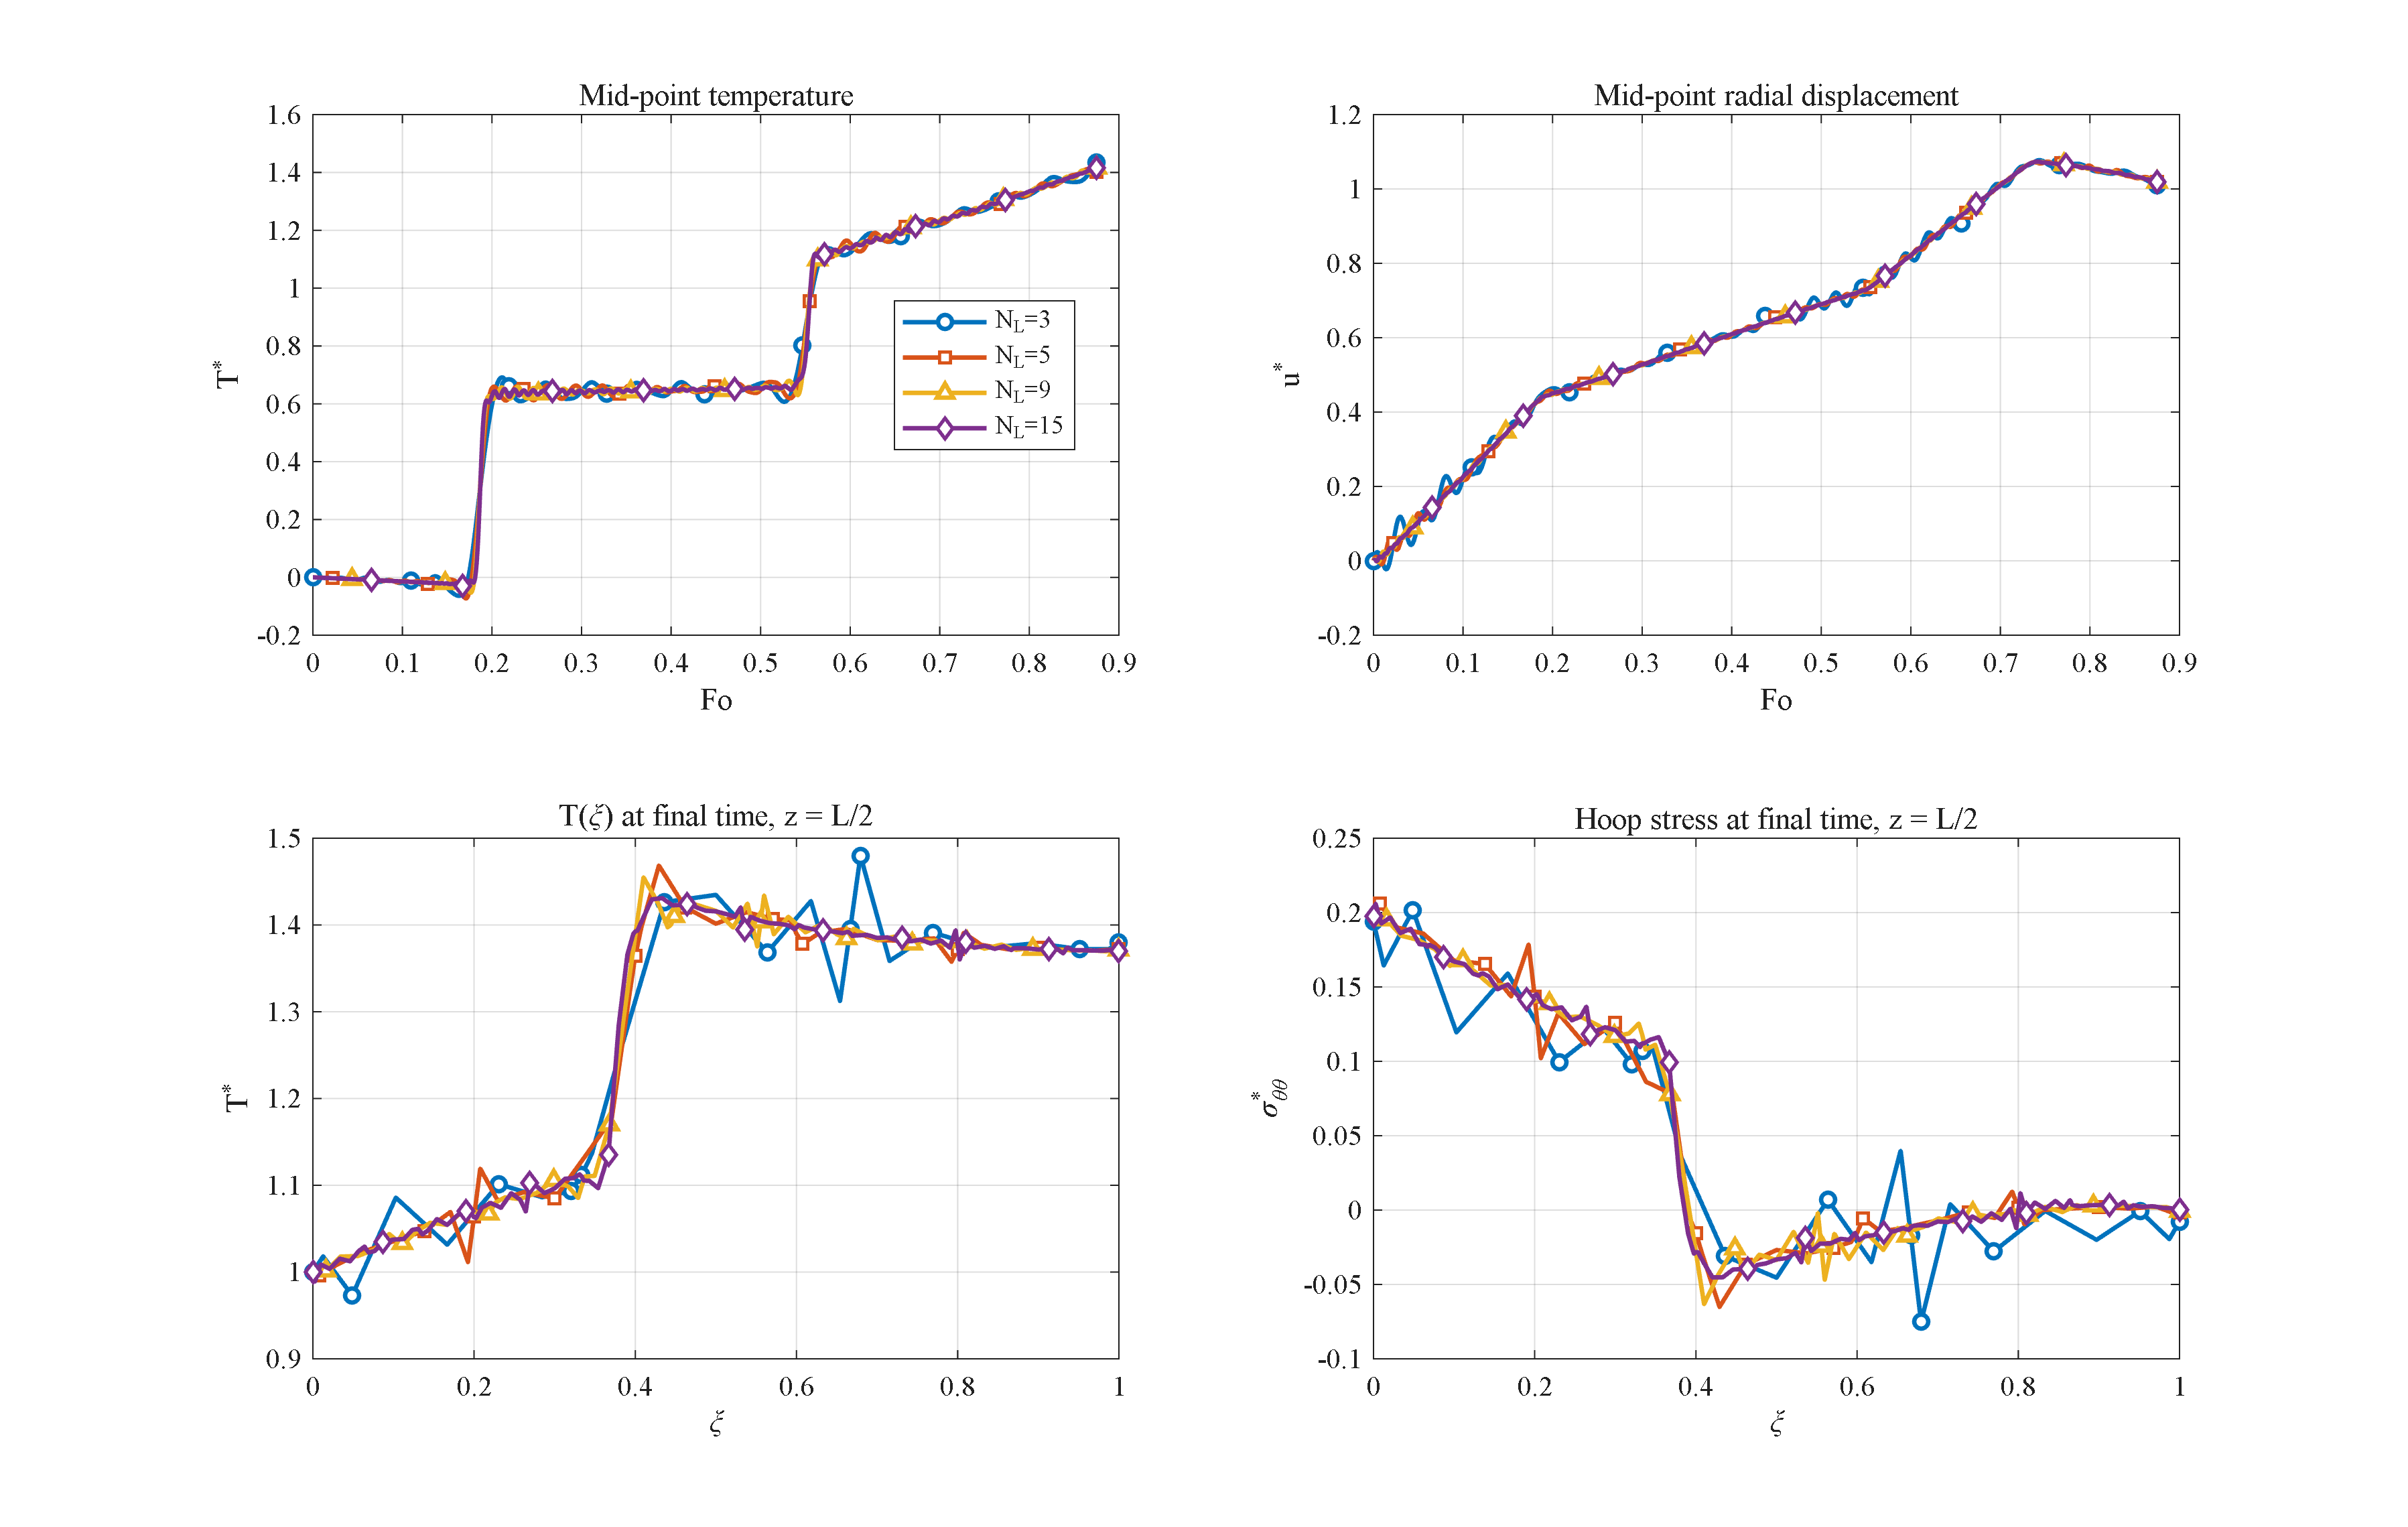 Mid-point temperature
1.6
1.4
1.2
1
0.8
0.6
0.4
0.2
0
-0.2
T*
0 0.1 0.2 0.3 0.4 0.5 0.6 0.7 0.8 0.9
Fo
N_L=3
N_L=5
N_L=9
N_L=15
Mid-point radial displacement
1.2
1
0.8
0.6
0.4
0.2
0
-0.2
u*
0 0.1 0.2 0.3 0.4 0.5 0.6 0.7 0.8 0.9
Fo
T(ξ) at final time, z = L/2
1.5
1.4
1.3
1.2
1.1
1
0.9
T*
0 0.2 0.4 0.6 0.8 1
ξ
Hoop stress at final time, z = L/2
0.25
0.2
0.15
0.1
0.05
0
-0.05
-0.1
σ*θθ
0 0.2 0.4 0.6 0.8 1
ξ